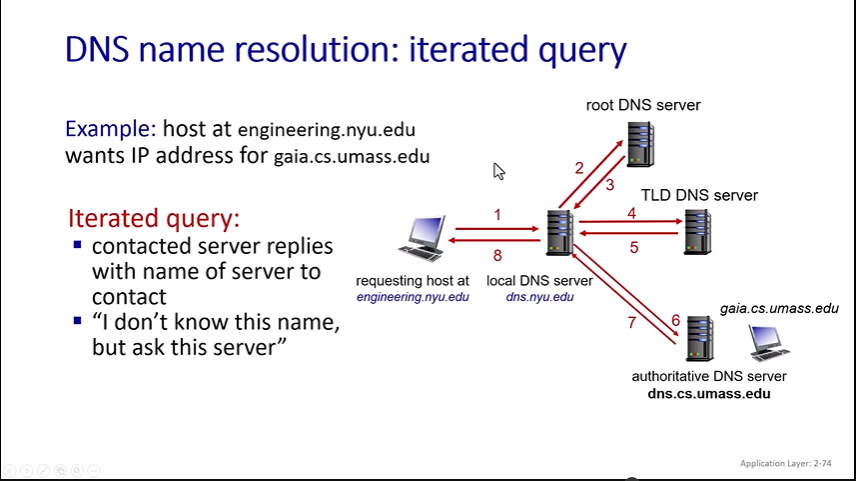 DNS name resolution: iterated query
Example: host at engineering.nyu.edu
wants IP address for gaia.cs.umass.edu
Iterated query:
▪ contacted server replies
with name of server to
contact
▪ “I don’t know this name,
but ask this server”
root DNS server
2
3
TLD DNS server
1
4
8
5
requesting host at
engineering.nyu.edu
local DNS server
dns.nyu.edu
7
6
gaia.cs.umass.edu
authoritative DNS server
dns.cs.umass.edu
Application Layer: 2-74